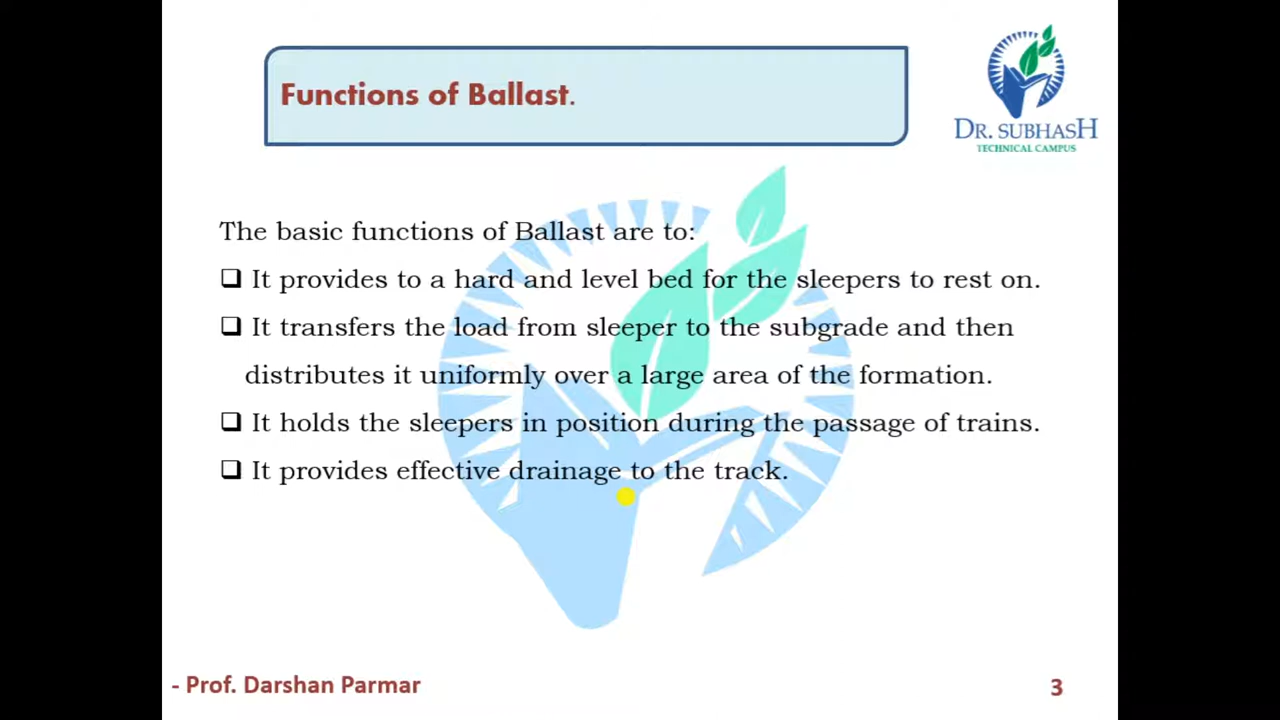 Functions of Ballast.
DR. SUBHASH
TECHNICAL CAMPUS
The basic functions of Ballast are to:
❑ It provides to a hard and level bed for the sleepers to rest on.
❑ It transfers the load from sleeper to the subgrade and then
distributes it uniformly over a large area of the formation.
❑ It holds the sleepers in position during the passage of trains.
❑ It provides effective drainage to the track.
- Prof. Darshan Parmar
3